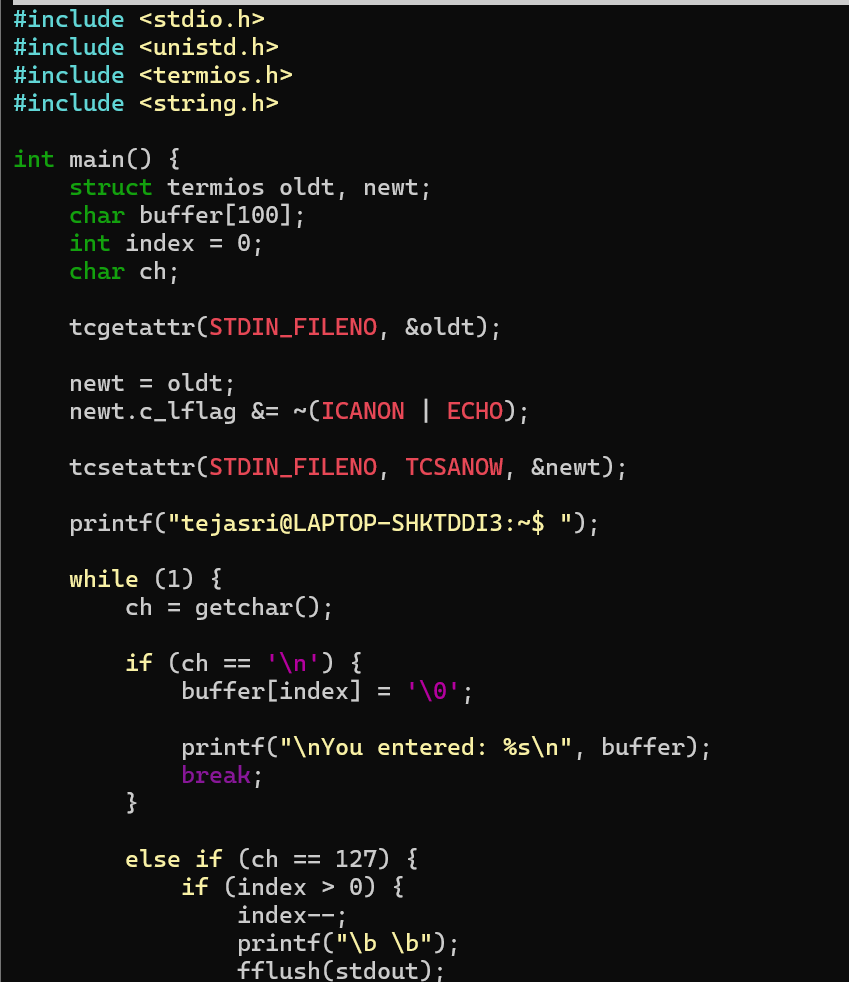 #include <stdio.h>
#include <unistd.h>
#include <termios.h>
#include <string.h>

int main() {
    struct termios oldt, newt;
    char buffer[100];
    int index = 0;
    char ch;

    tcgetattr(STDIN_FILENO, &oldt);

    newt = oldt;
    newt.c_lflag &= ~(ICANON | ECHO);

    tcsetattr(STDIN_FILENO, TCSANOW, &newt);

    printf("tejasri@LAPTOP-SHKTDDI3:~$ ");

    while (1) {
        ch = getchar();

        if (ch == '\n') {
            buffer[index] = '\0';

            printf("\nYou entered: %s\n", buffer);
            break;
        }

        else if (ch == 127) {
            if (index > 0) {
                index--;
                printf("\b \b");
                fflush(stdout);